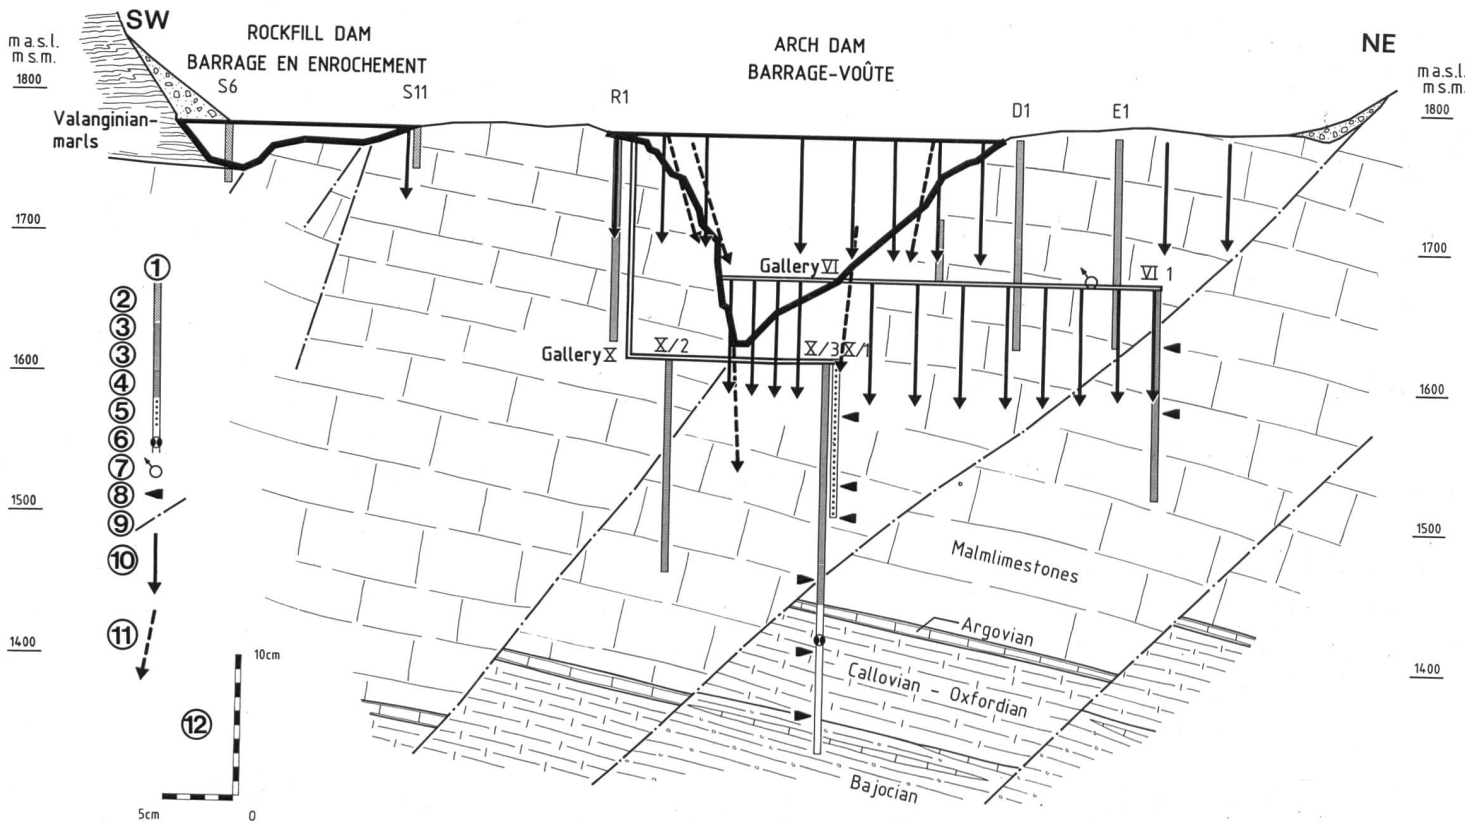 SW
ROCKFILL DAM
BARRAGE EN ENROCHEMENT
ARCH DAM
BARRAGE-VOÛTE
NE
m a.s.l.
m s.m.
1800
S6
S11
R1
D1
E1
m a.s.l.
m s.m.
1800
Valanginian-
marls
1700
1700
Gallery VI
VI 1
1600
Gallery X
X/2
X/3
X/1
1600
1500
1500
1400
1400
Malmlimestones
Argovian
Callovian - Oxfordian
Bajocian
1
2
3
3
4
5
6
7
8
9
10
11
12
10cm
5cm
0